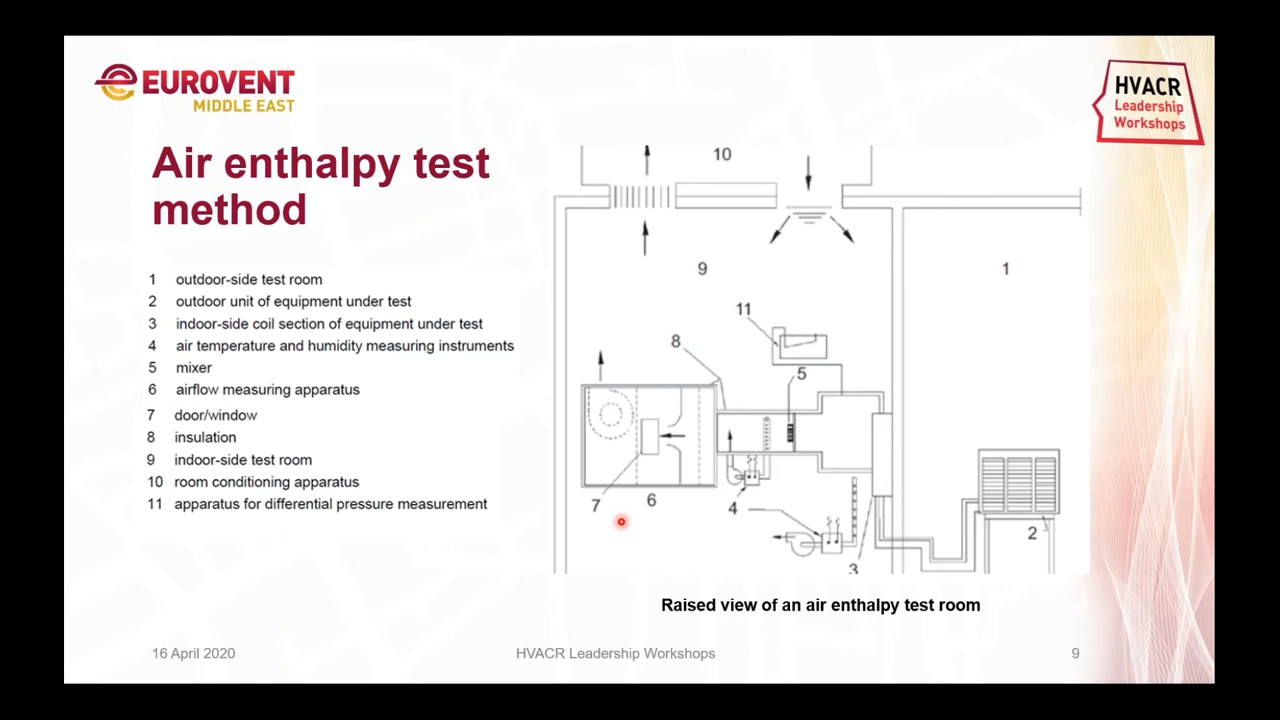 EUROVENT
MIDDLE EAST
HVACR
Leadership
Workshops
Air enthalpy test
method
1 outdoor-side test room
2 outdoor unit of equipment under test
3 indoor-side coil section of equipment under test
4 air temperature and humidity measuring instruments
5 mixer
6 airflow measuring apparatus
7 door/window
8 insulation
9 indoor-side test room
10 room conditioning apparatus
11 apparatus for differential pressure measurement
10
9
1
11
8
5
7
6
4
2
3
Raised view of an air enthalpy test room
16 April 2020
HVACR Leadership Workshops
9